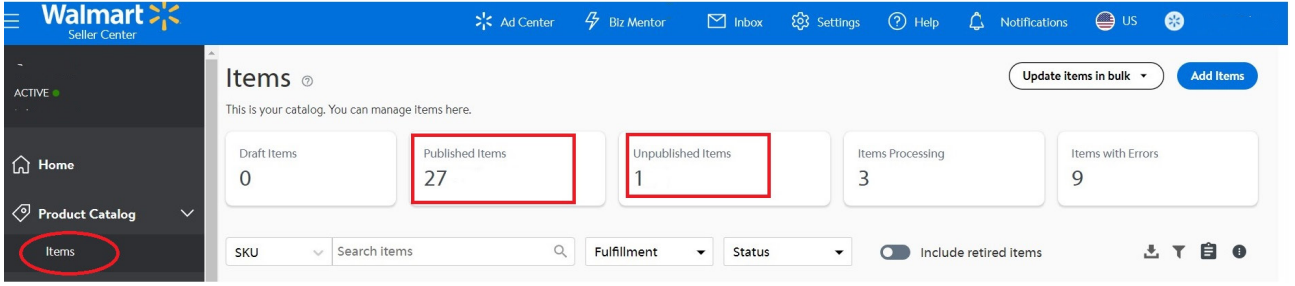 Walmart
Seller Center
Ad Center
Biz Mentor
Inbox
Settings
Help
Notifications
US
ACTIVE
Home
Product Catalog
Items
Items
This is your catalog. You can manage items here.
Update items in bulk
Add Items
Draft Items
0
Published Items
27
Unpublished Items
1
Items Processing
3
Items with Errors
9
SKU
Search items
Fulfillment
Status
Include retired items